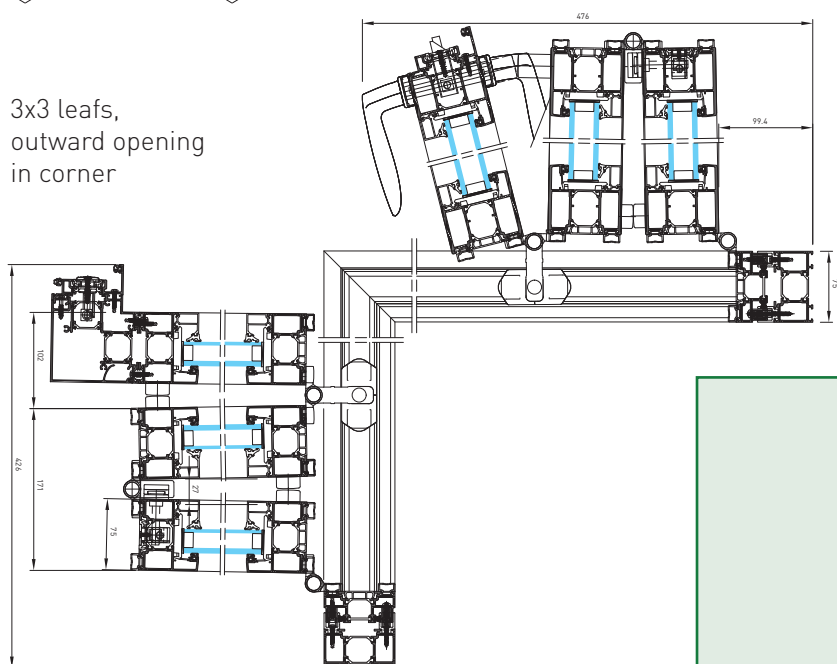 476
3x3 leafs,
outward opening
in corner
99.4
75
102
426
171
27
75